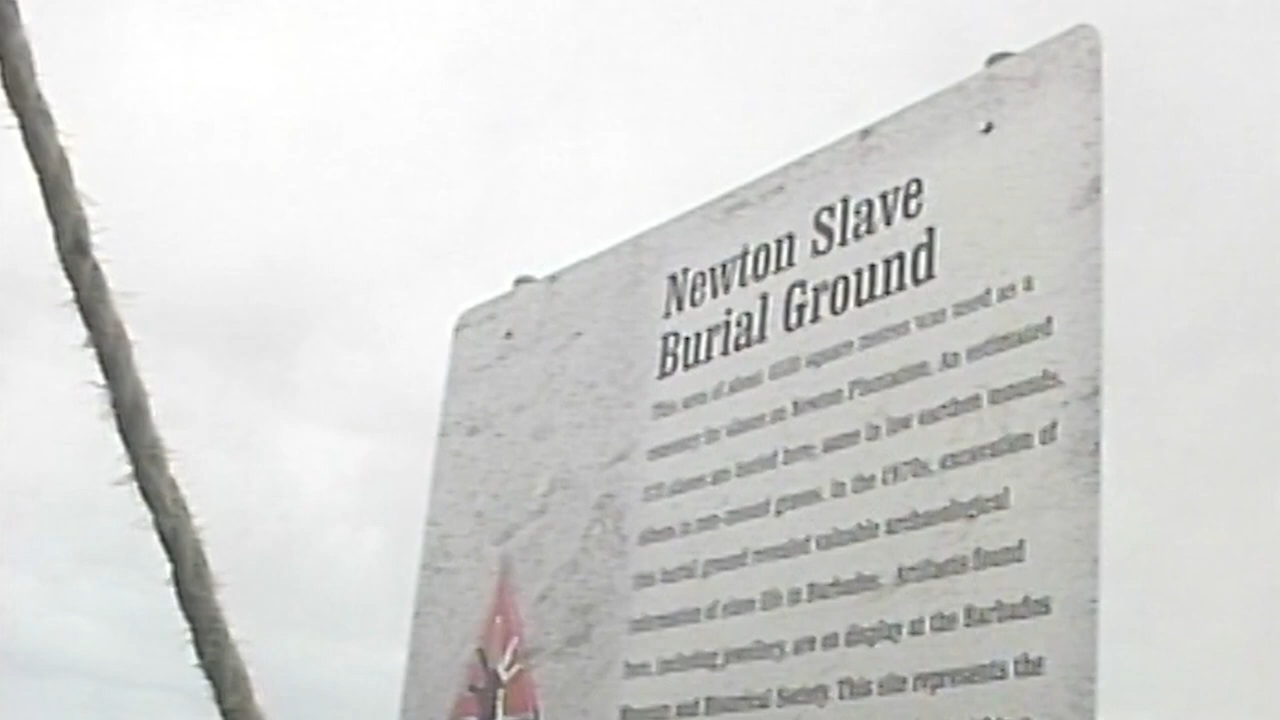 Newton Slave
Burial Ground
This area of about 4500 square metres was used as a
cemetery for slaves on Newton Plantation. An estimated
slaves are buried here, some in low earthen mounds,
others in non-mound graves. In the 1970s, excavation of
the burial ground revealed valuable archaeological
information of slave life in Barbados. Artifacts found
here, including jewellery, are on display at the Barbados
Museum and Historical Society. This site represents the